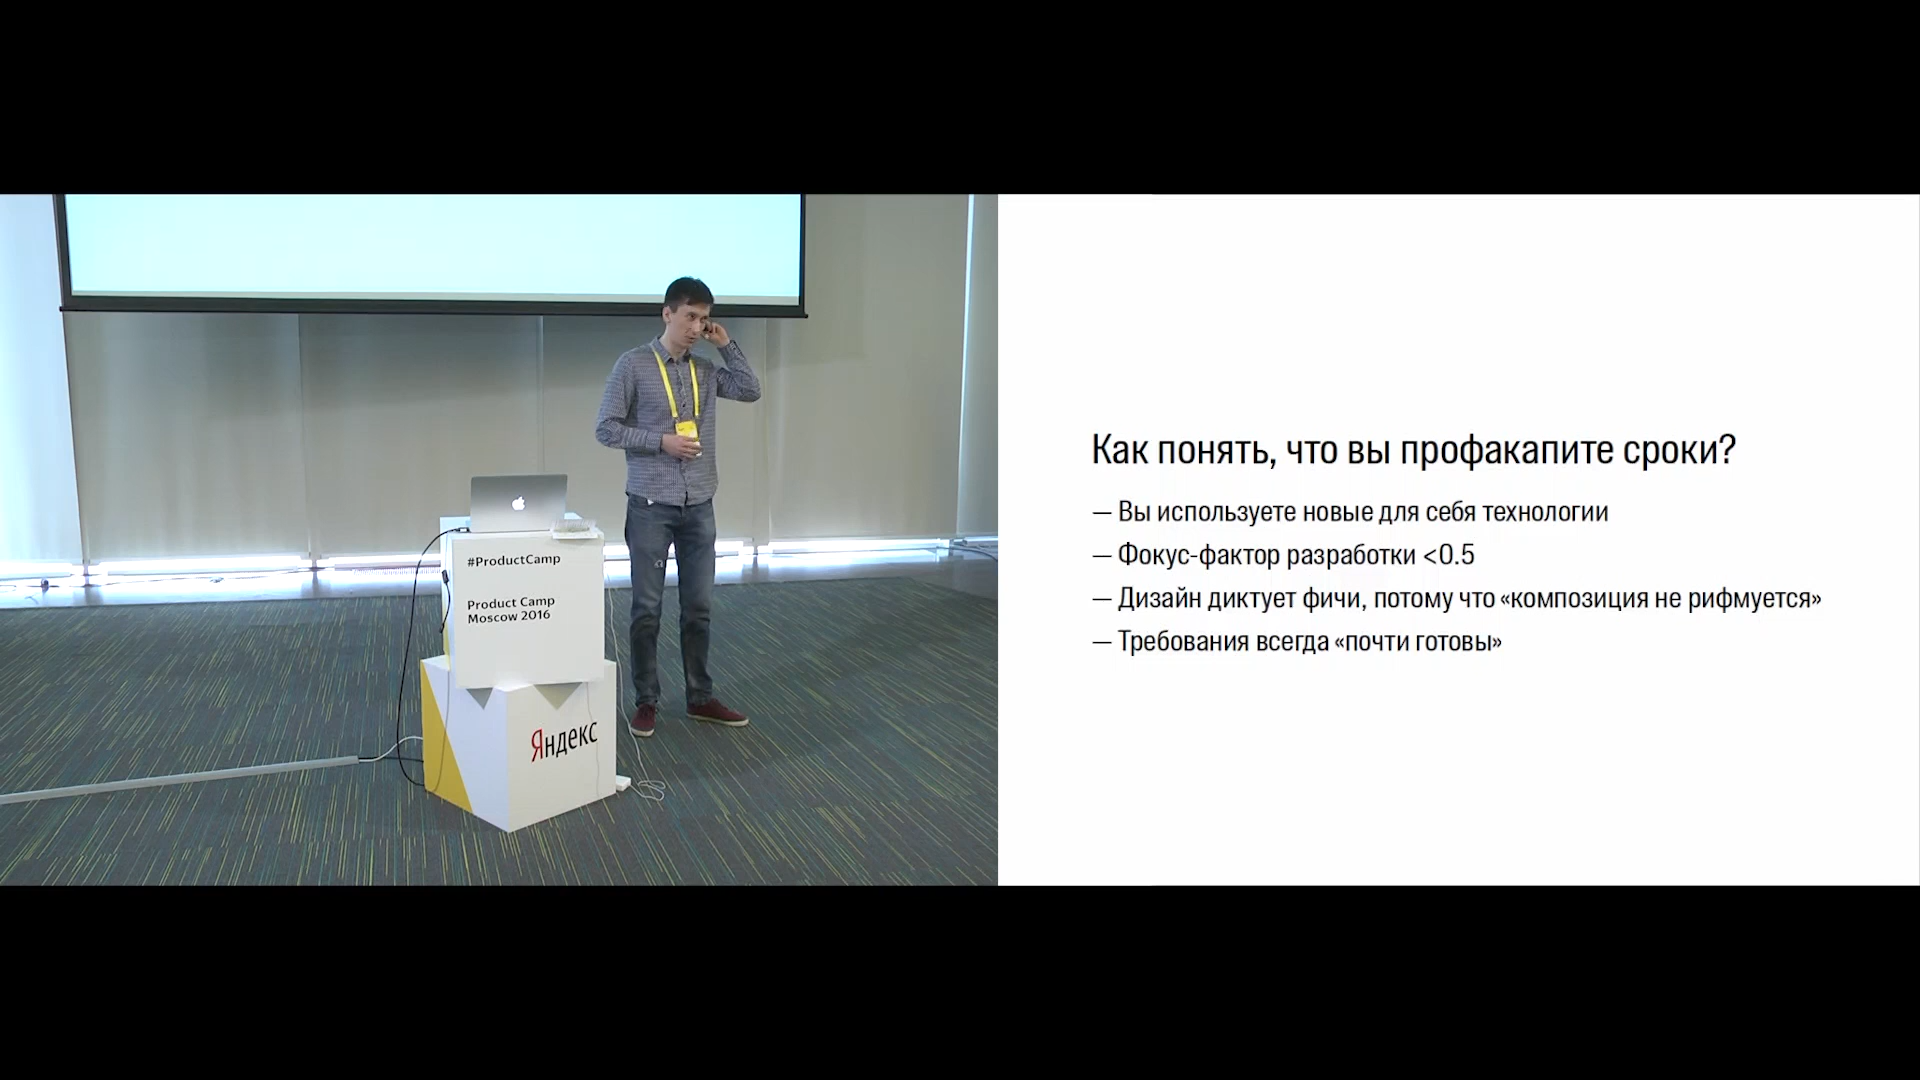 #ProductCamp
Product Camp
Moscow 2016
Яндекс
Как понять, что вы профакапите сроки?
— Вы используете новые для себя технологии
— Фокус-фактор разработки <0.5
— Дизайн диктует фичи, потому что «композиция не рифмуется»
— Требования всегда «почти готовы»